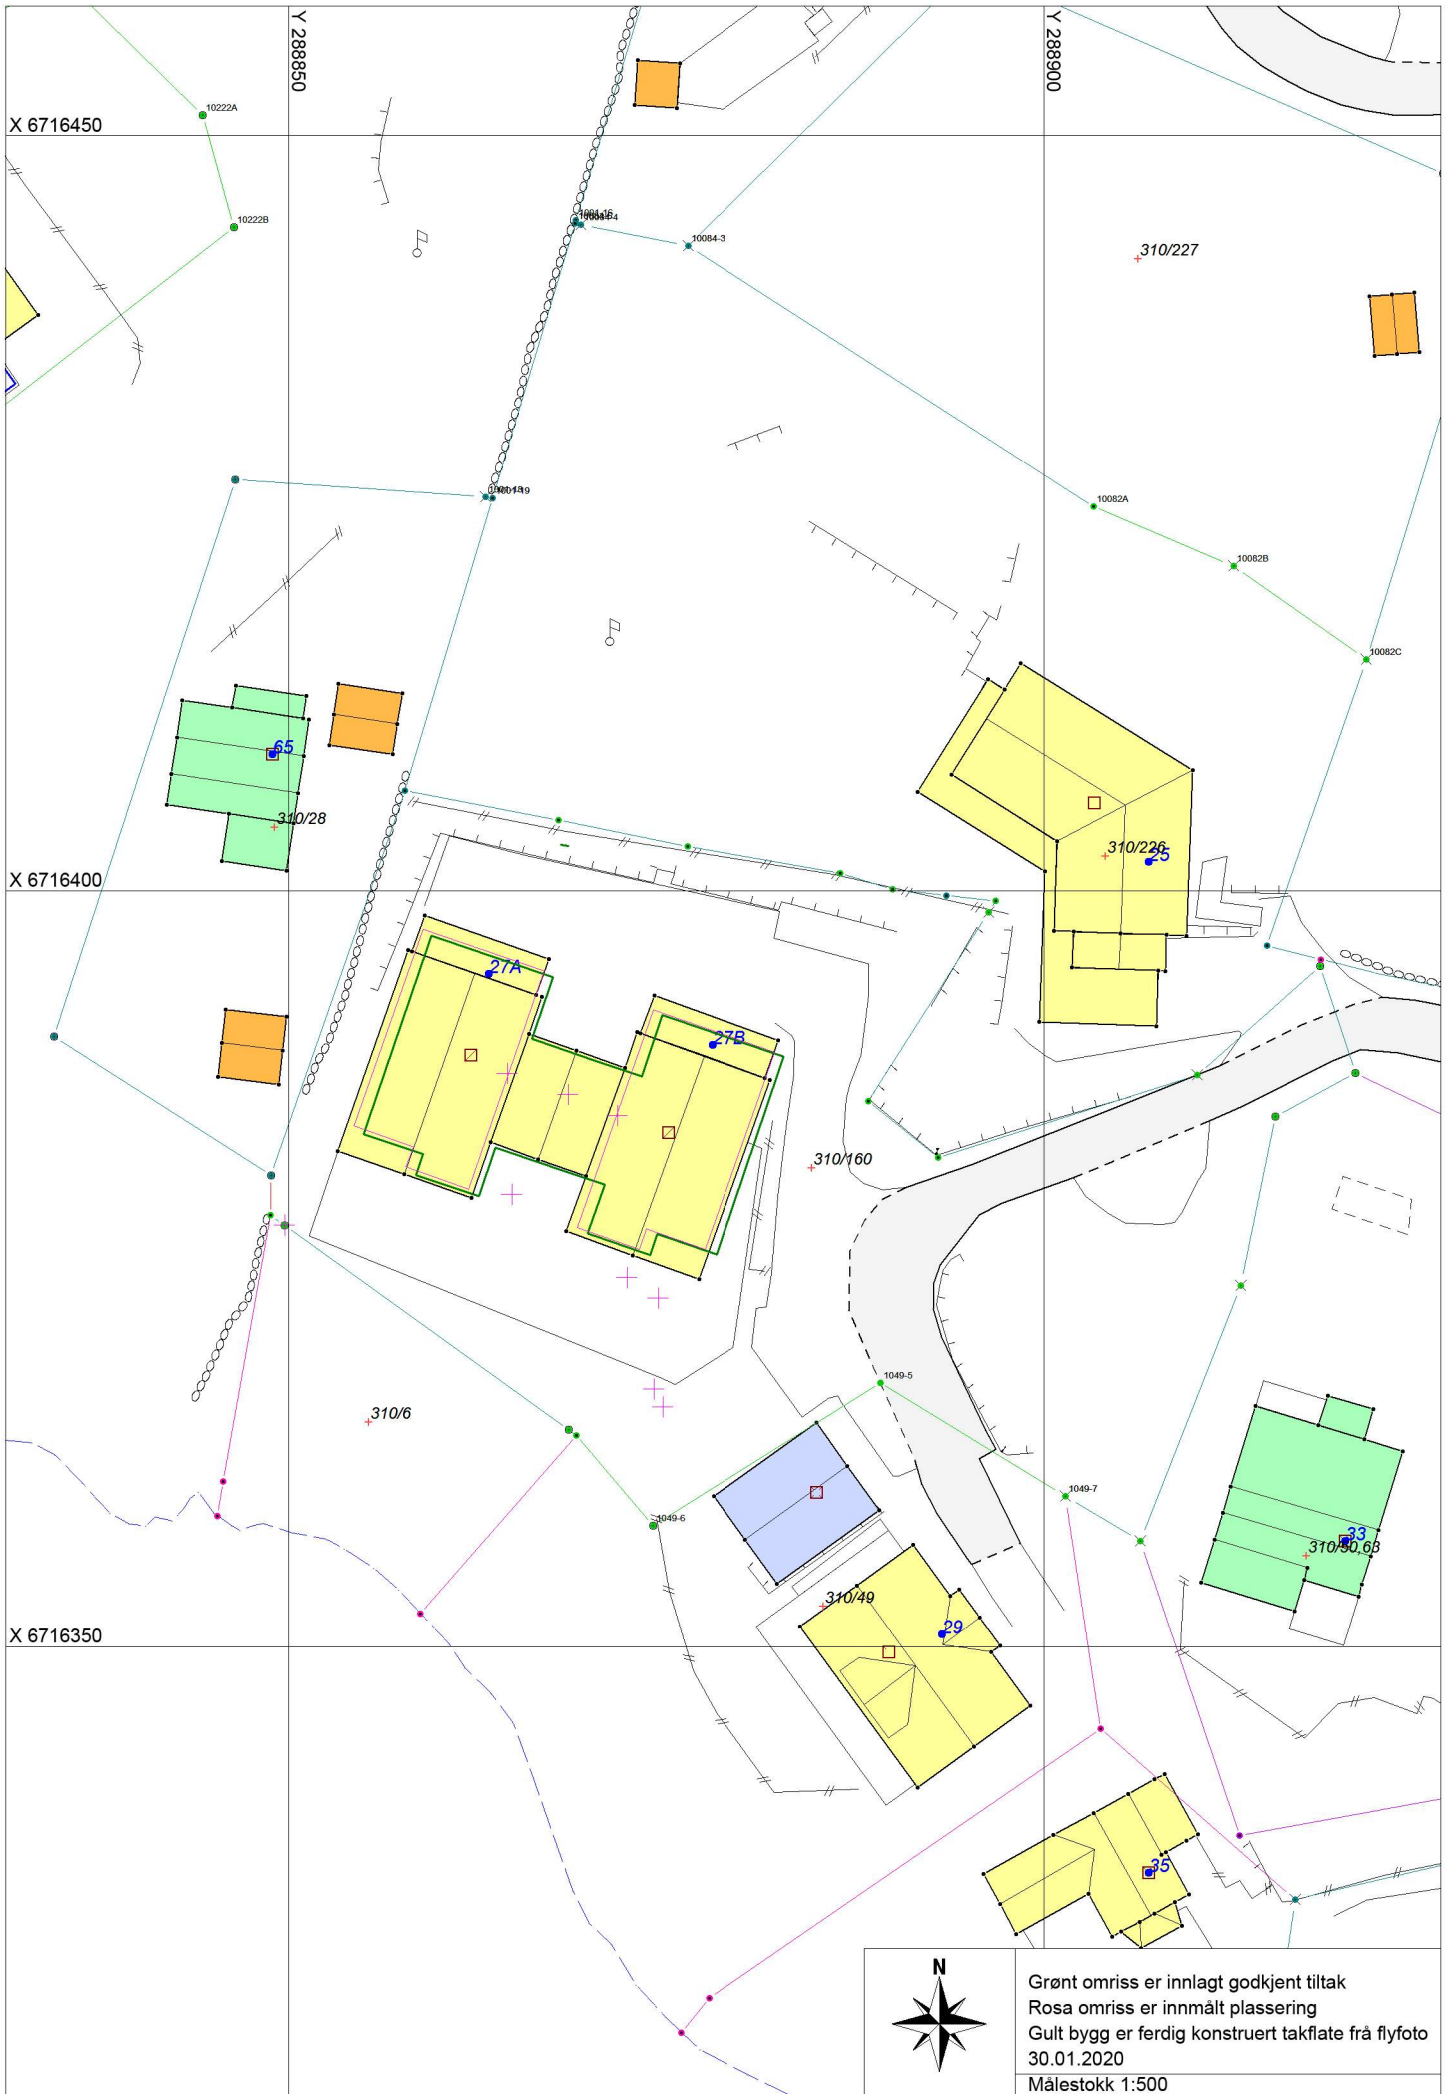 Y 288850
Y 288900
10222A
X 6716450
10222B
10084-3
310/227
1001-19
10082A
10082B
10082C
65
310/28
310/226
25
X 6716400
27A
27B
310/160
1049-5
310/6
1049-7
1049-6
33
310/50,63
310/49
29
X 6716350
35
N
Grønt omriss er innlagt godkjent tiltak
Rosa omriss er innmålt plassering
Gult bygg er ferdig konstruert takflate frå flyfoto
30.01.2020
Målestokk 1:500